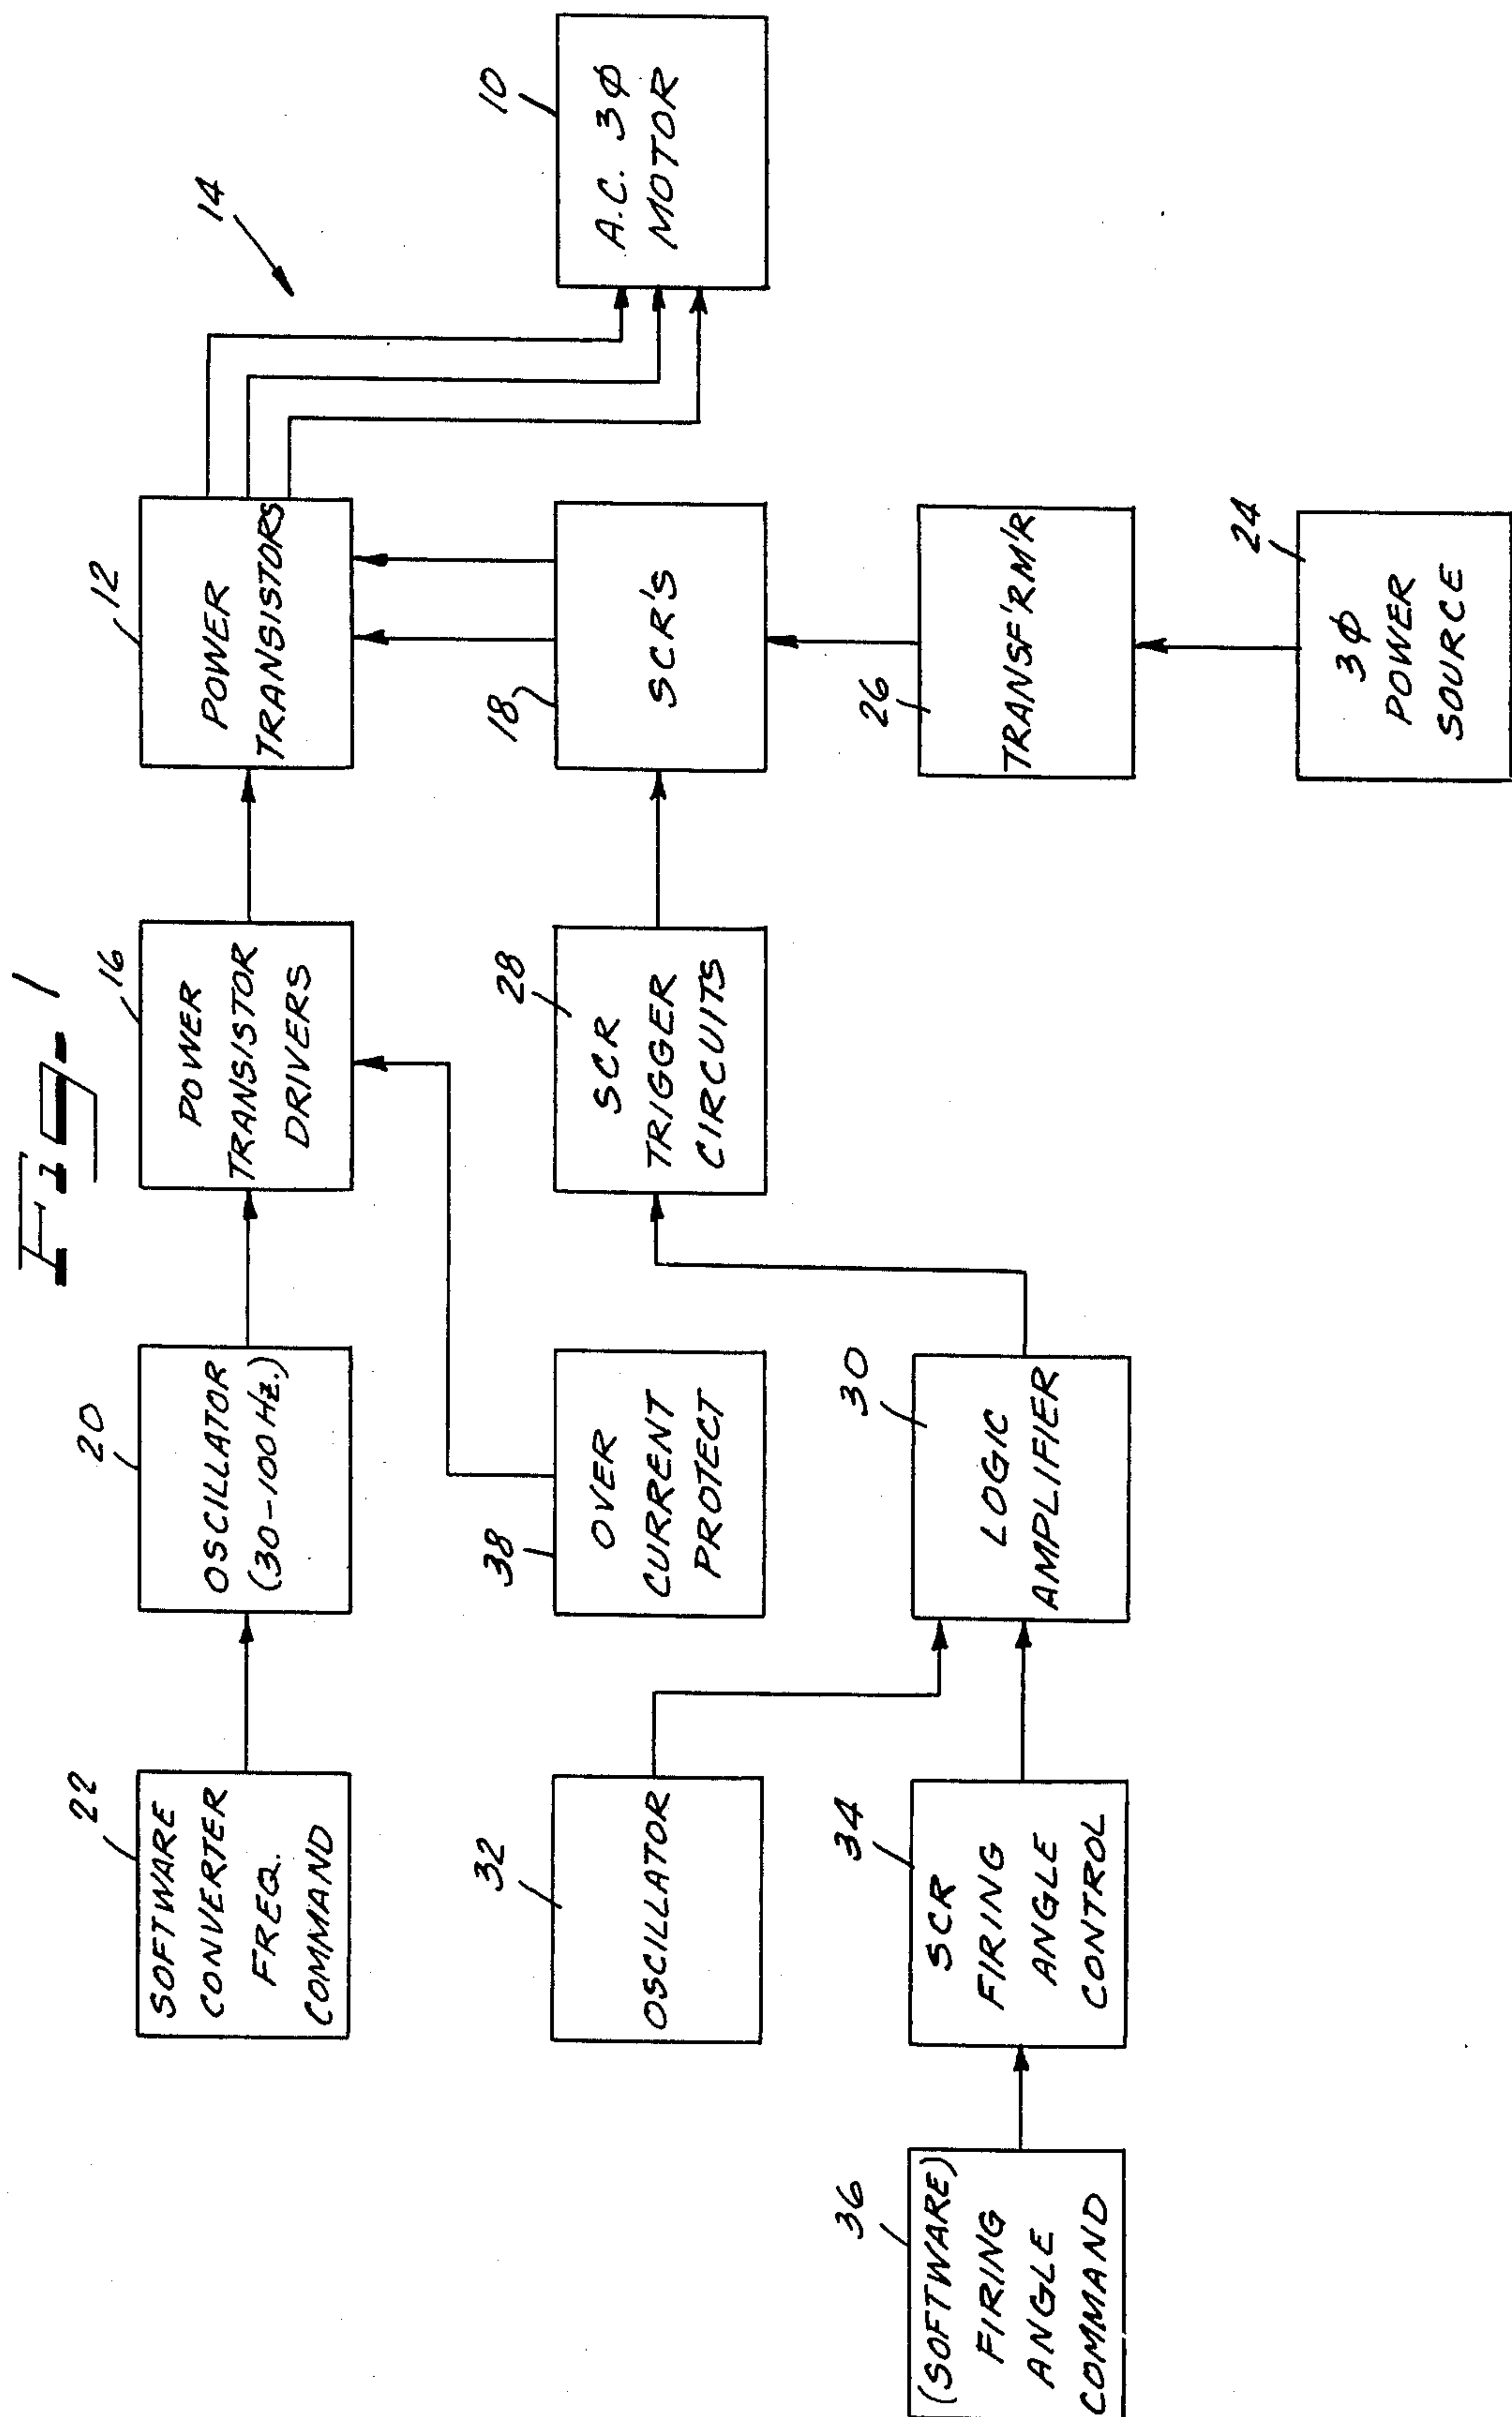 Fig-1
22
SOFTWARE
CONVERTER
FREQ.
COMMAND
20
OSCILLATOR
(30-100 Hz.)
16
POWER
TRANSISTOR
DRIVERS
12
POWER
TRANSISTORS
14
10
A.C. 3Φ
MOTOR
32
OSCILLATOR
38
OVER
CURRENT
PROTECT
28
SCR
TRIGGER
CIRCUITS
18
SCR'S
36
(SOFTWARE)
FIRING
ANGLE
COMMAND
34
SCR
FIRING
ANGLE
CONTROL
30
LOGIC
AMPLIFIER
26
TRANSF'RM'R
24
3Φ
POWER
SOURCE